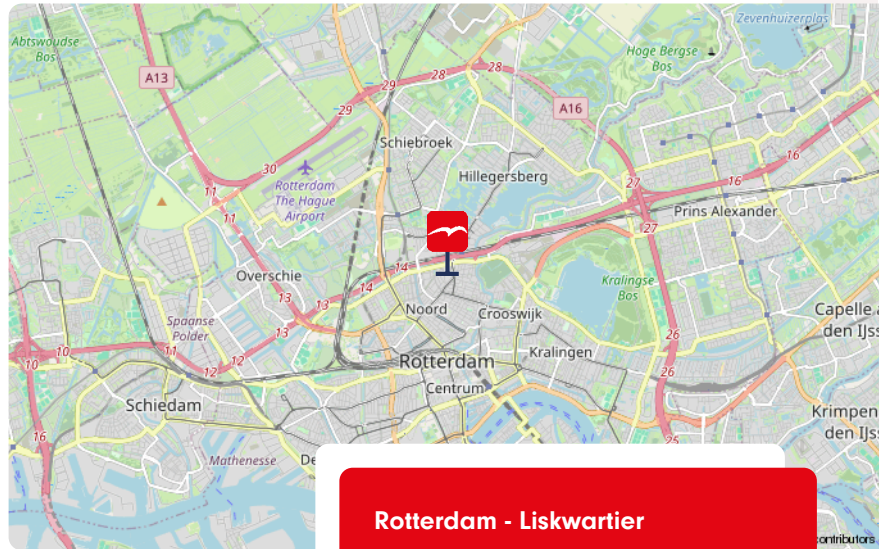 Abtswoudse
Bos
Zevenhuizerplas
Hoge Bergse
Bos
A13
29
28
28
29
A16
Schiebroek
30
Hillegersberg
16
27
16
11
Rotterdam
The Hague
Airport
11
Prins Alexander
27
14
Overschie
14
Kralingse
Bos
13
13
Noord
Crooswijk
Capelle a
den IJss
Spaanse
Polder
13
26
10
10
11
12
12
Rotterdam
Kralingen
26
Centrum
Schiedam
Krimpen
den IJss
16
25
Mathenesse
De
Rotterdam - Liskwartier
contributors